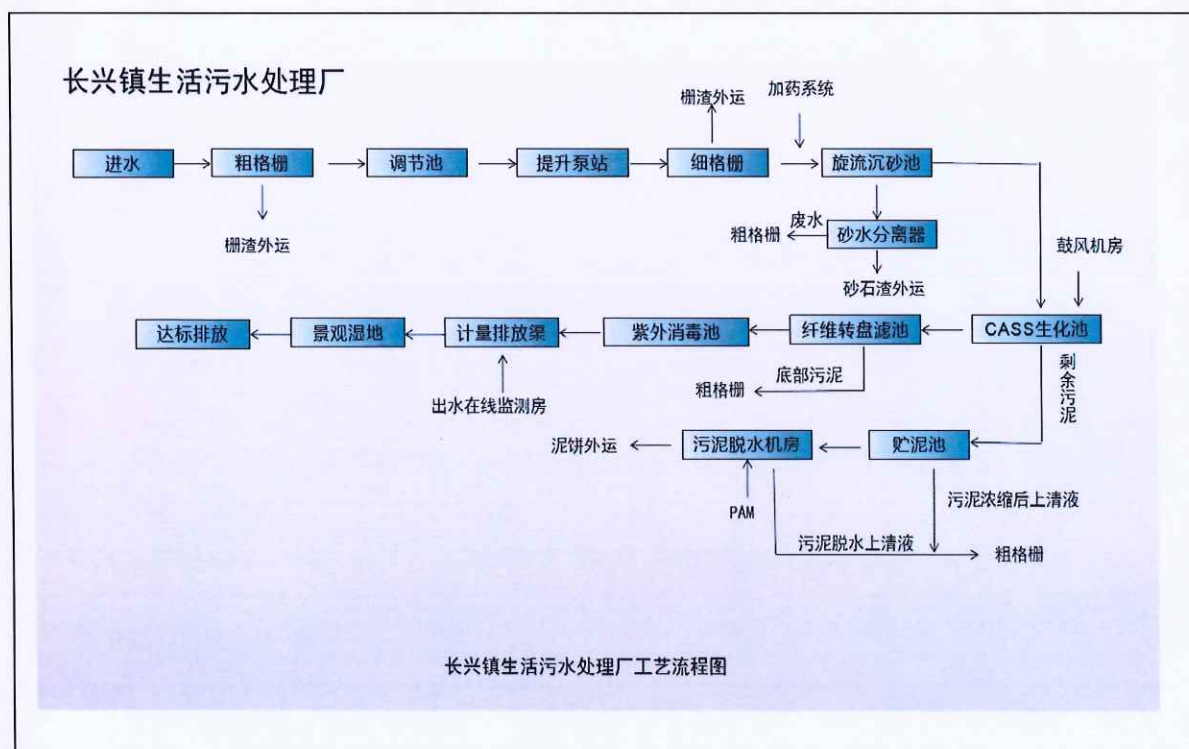 长兴镇生活污水处理厂
栅渣外运
加药系统
进水
粗格栅
调节池
提升泵站
细格栅
旋流沉砂池
栅渣外运
粗格栅
废水
砂水分离器
鼓风机房
砂石渣外运
达标排放
景观湿地
计量排放渠
紫外消毒池
纤维转盘滤池
CASS生化池
粗格栅
底部污泥
剩余污泥
出水在线监测房
泥饼外运
污泥脱水机房
贮泥池
PAM
污泥浓缩后上清液
污泥脱水上清液
粗格栅
长兴镇生活污水处理厂工艺流程图